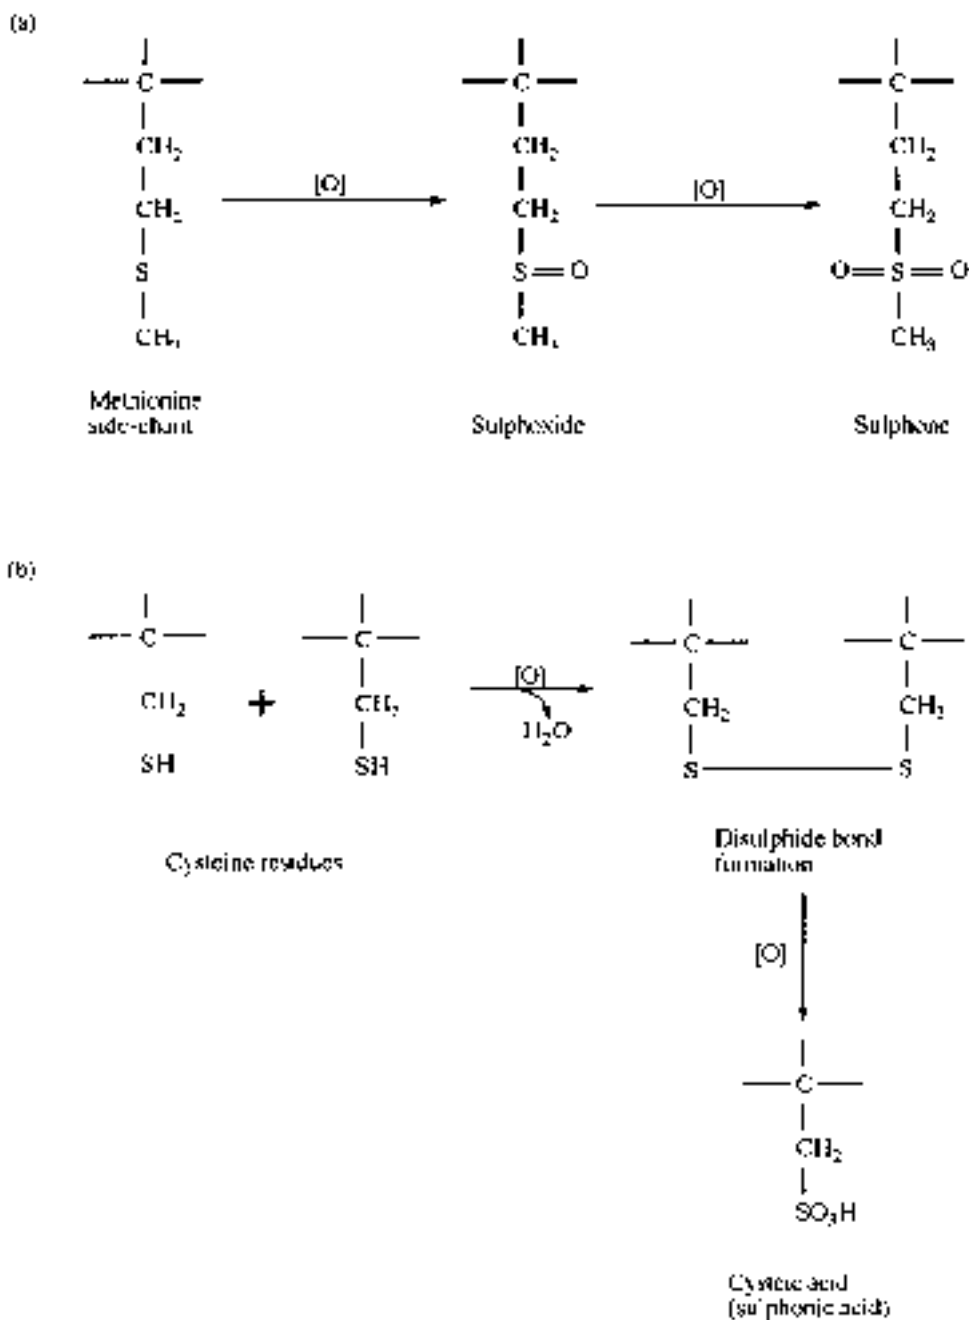 (a)
C C C
CH₂ CH₂ CH₂
[O] [O]
CH₂ CH₂ CH₂
S S=O O=S=O
CH₃ CH₃ CH₃
Methionine
side-chain Sulphoxide Sulphone
(b)
C C C C
[O]
CH₂ + CH₂ CH₂ CH₂
H₂O
SH SH S S
Disulphide bond
Cysteine residues formation
[O]
C
CH₂
SO₃H
Cysteic acid
(sulphonic acid)